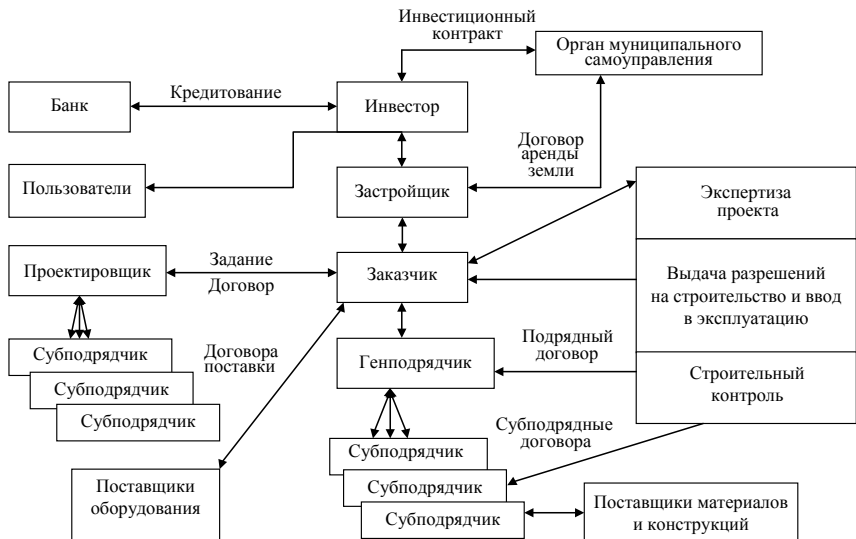 Инвестиционный
контракт
Орган муниципального
самоуправления
Банк
Кредитование
Инвестор
Договор
аренды
земли
Пользователи
Застройщик
Экспертиза
проекта
Проектировщик
Задание
Договор
Заказчик
Выдача разрешений
на строительство и ввод
в эксплуатацию
Субподрядчик
Субподрядчик
Субподрядчик
Договора
поставки
Генподрядчик
Подрядный
договор
Строительный
контроль
Субподрядные
договора
Субподрядчик
Субподрядчик
Субподрядчик
Поставщики
оборудования
Поставщики материалов
и конструкций